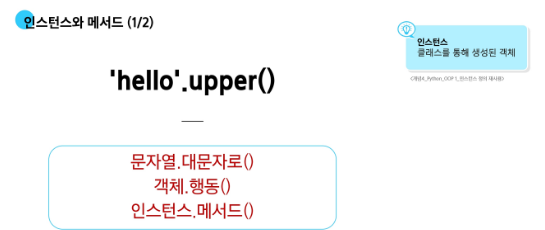 인스턴스와 메서드 (1/2)
인스턴스
클래스를 통해 생성된 객체
'hello'.upper()
문자열.대문자로()
객체.행동()
인스턴스.메서드()